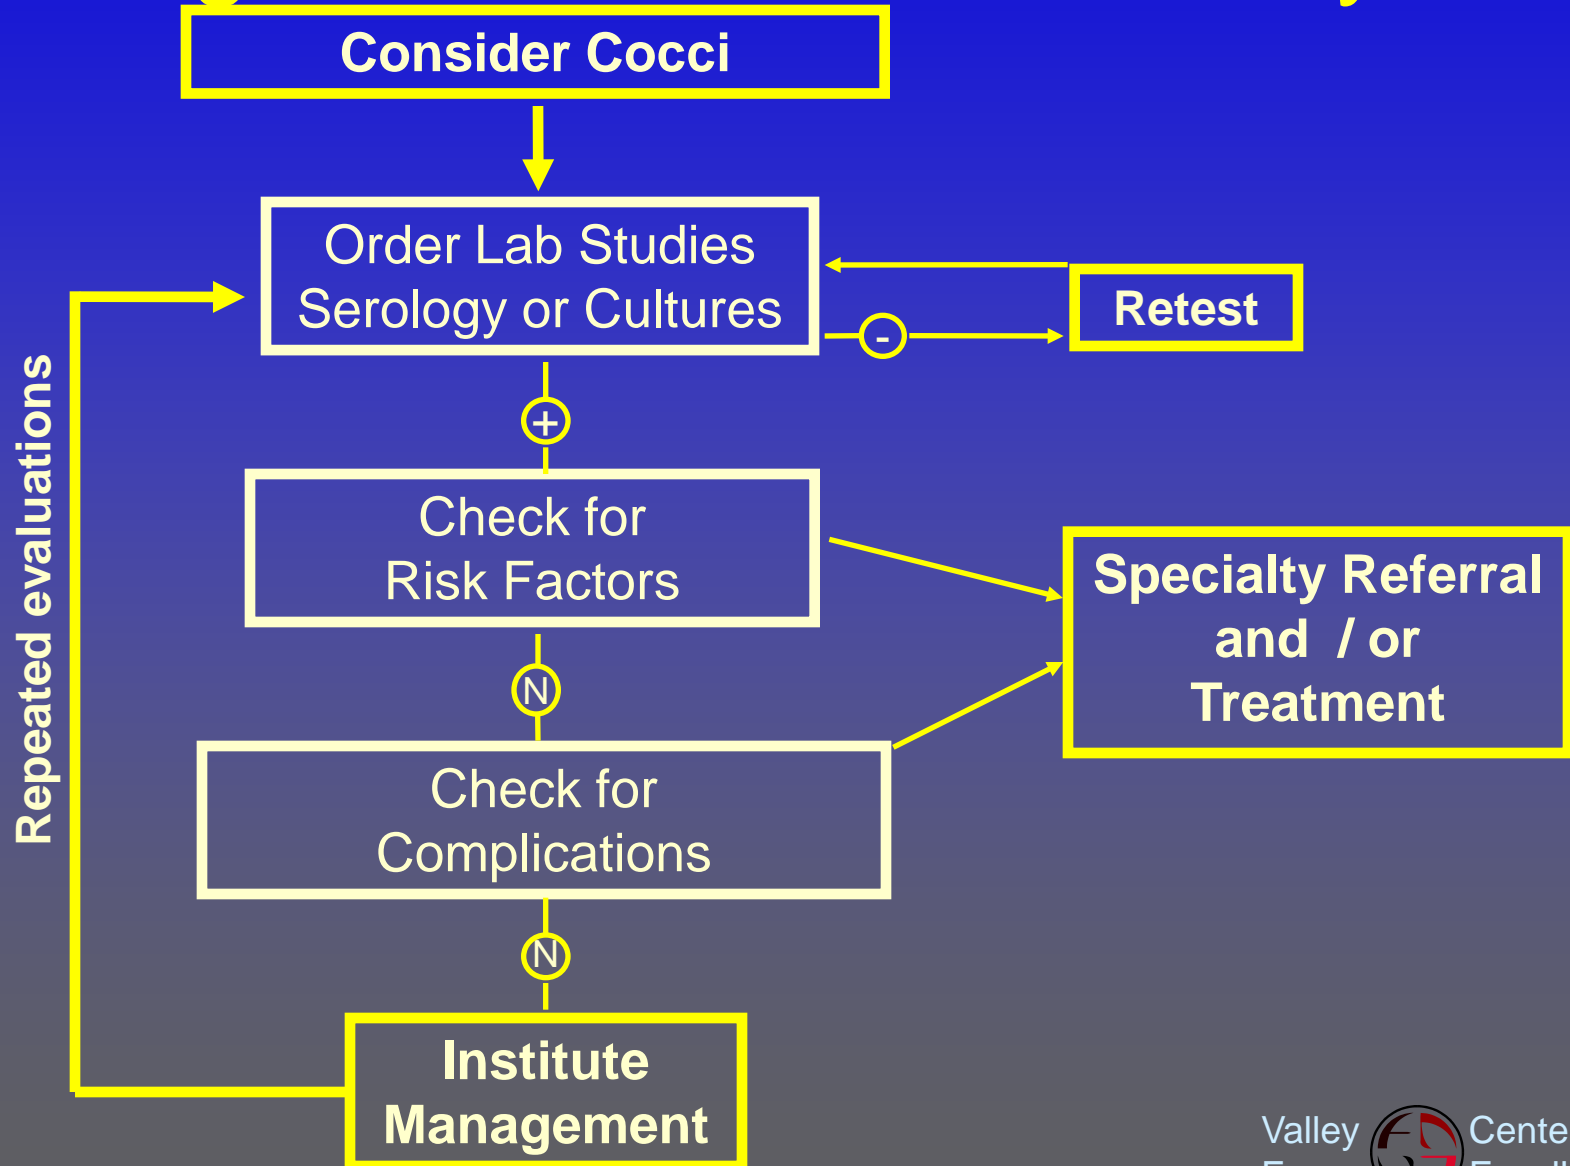 Consider Cocci
Order Lab Studies
Serology or Cultures
Retest
-
+
Check for
Risk Factors
Specialty Referral
and / or
Treatment
N
Check for
Complications
N
Institute
Management
Repeated evaluations
Valley